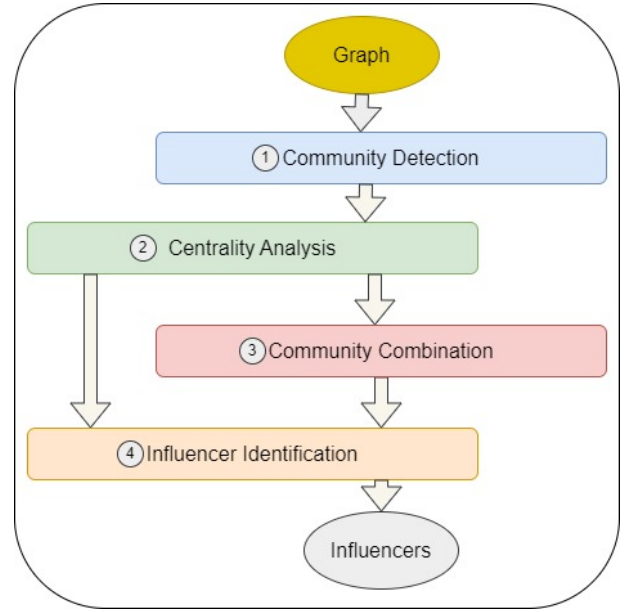 Graph
1 Community Detection
2 Centrality Analysis
3 Community Combination
4 Influencer Identification
Influencers